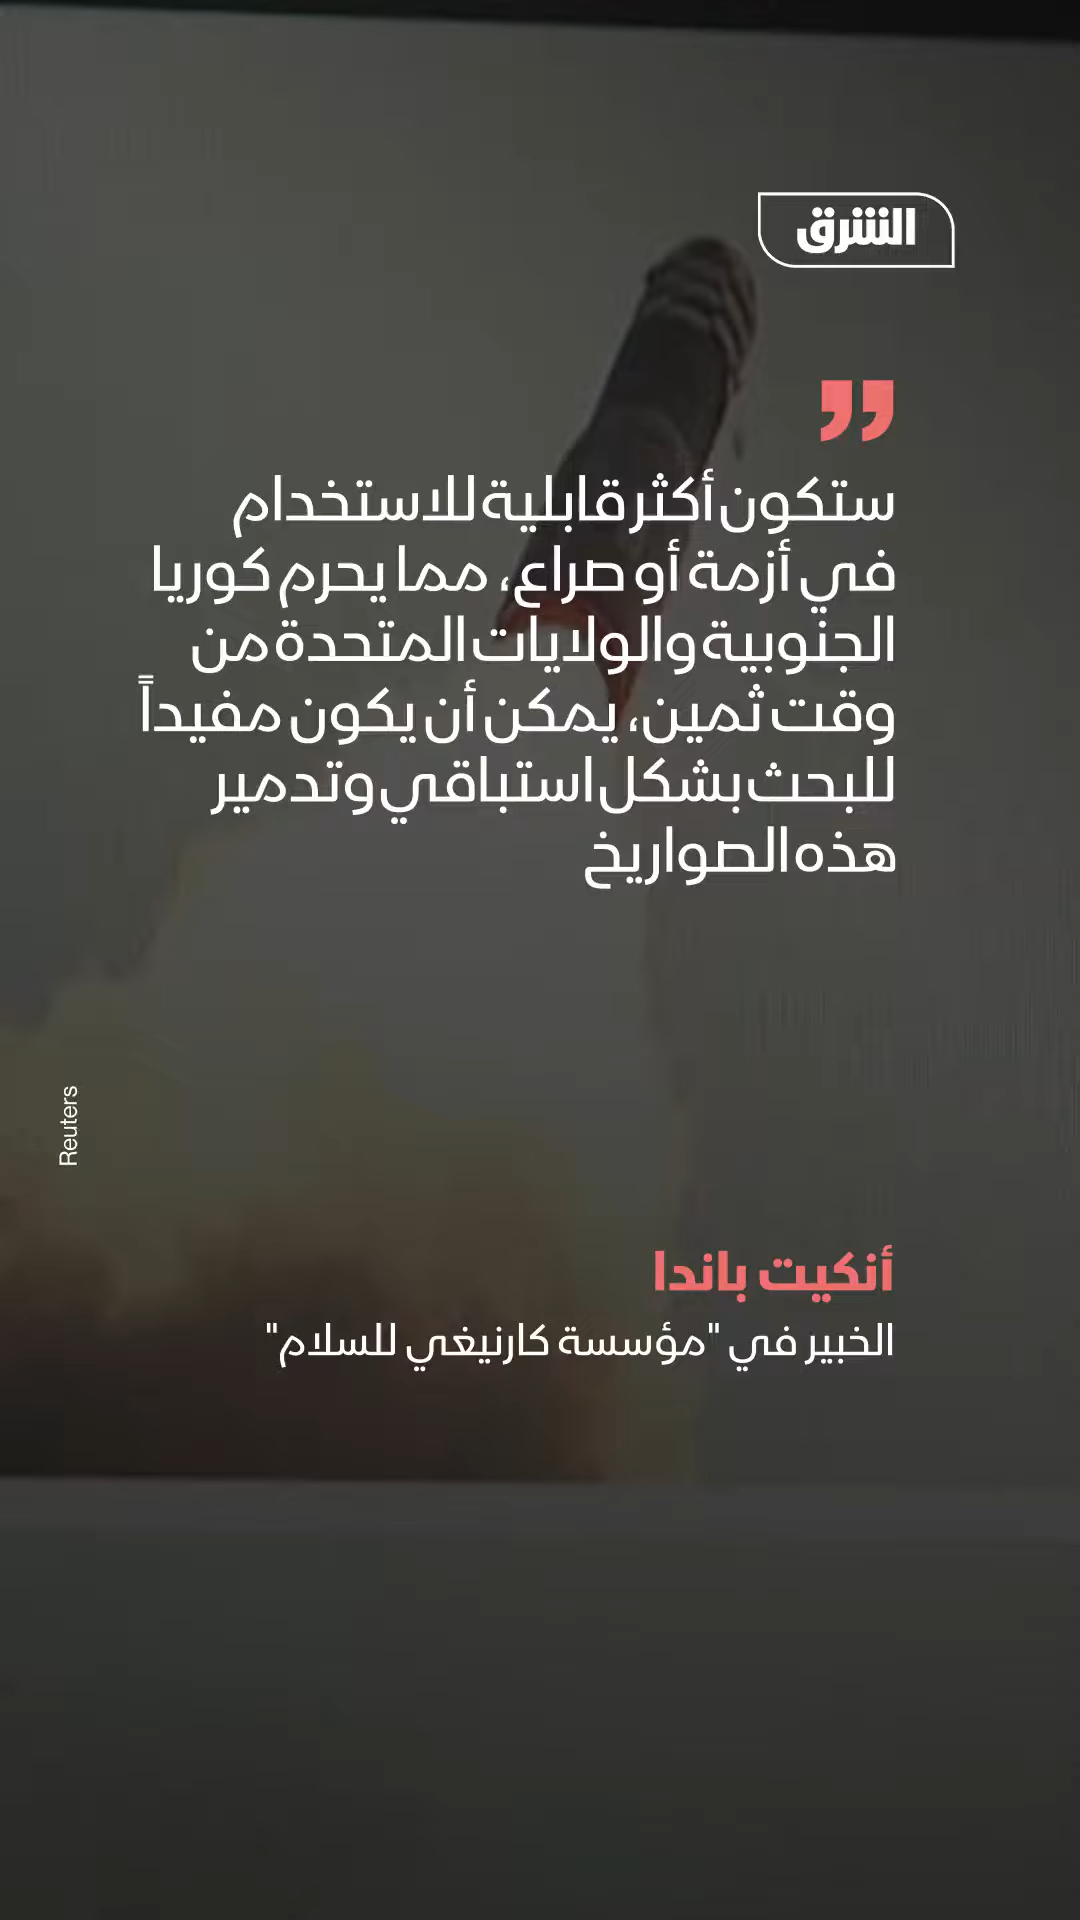 الشرق
ستكون أكثر قابلية للاستخدام
في أزمة أو صراع، مما يحرم كوريا
الجنوبية والولايات المتحدة من
وقت ثمين، يمكن أن يكون مفيداً
للبحث بشكل استباقي وتدمير
هذه الصواريخ
Reuters
أنكيت باندا
الخبير في "مؤسسة كارنيغي للسلام"